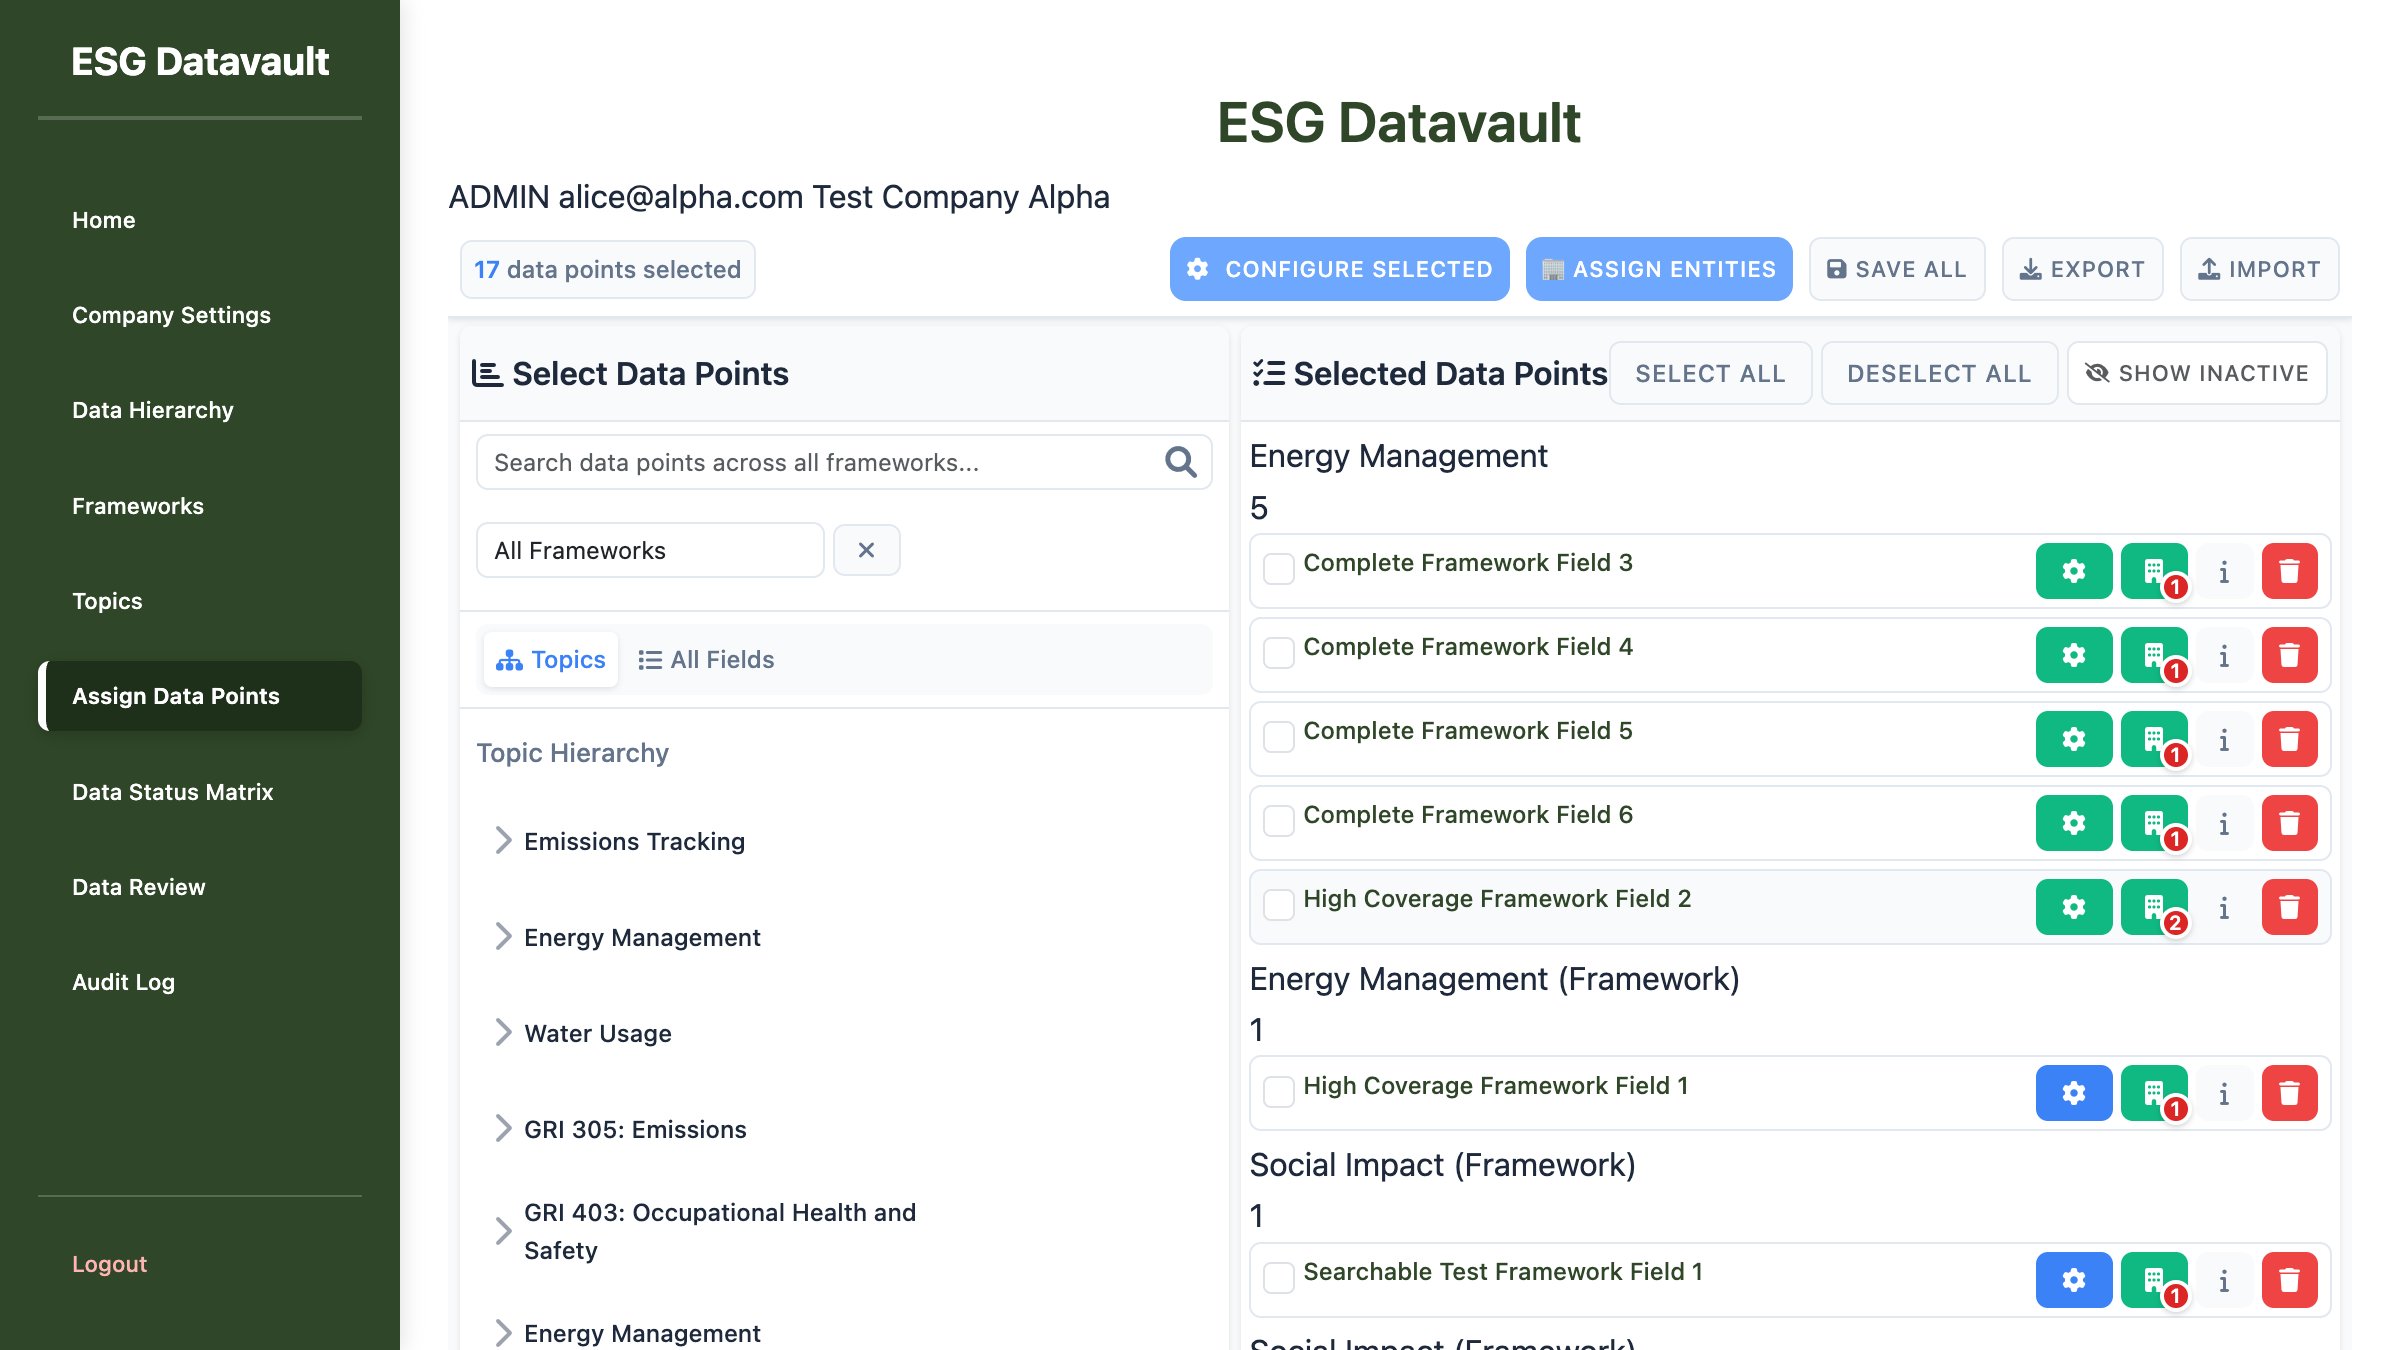 ESG Datavault
Home
Company Settings
Data Hierarchy
Frameworks
Topics
Assign Data Points
Data Status Matrix
Data Review
Audit Log
Logout
ESG Datavault
ADMIN alice@alpha.com Test Company Alpha
17 data points selected
CONFIGURE SELECTED
ASSIGN ENTITIES
SAVE ALL
EXPORT
IMPORT
Select Data Points
Search data points across all frameworks...
All Frameworks
Topics
All Fields
Topic Hierarchy
Emissions Tracking
Energy Management
Water Usage
GRI 305: Emissions
GRI 403: Occupational Health and
Safety
Energy Management
Selected Data Points
SELECT ALL
DESELECT ALL
SHOW INACTIVE
Energy Management
5
Complete Framework Field 3
1
Complete Framework Field 4
1
Complete Framework Field 5
1
Complete Framework Field 6
1
High Coverage Framework Field 2
2
Energy Management (Framework)
1
High Coverage Framework Field 1
1
Social Impact (Framework)
1
Searchable Test Framework Field 1
1
Social Impact (Framework)